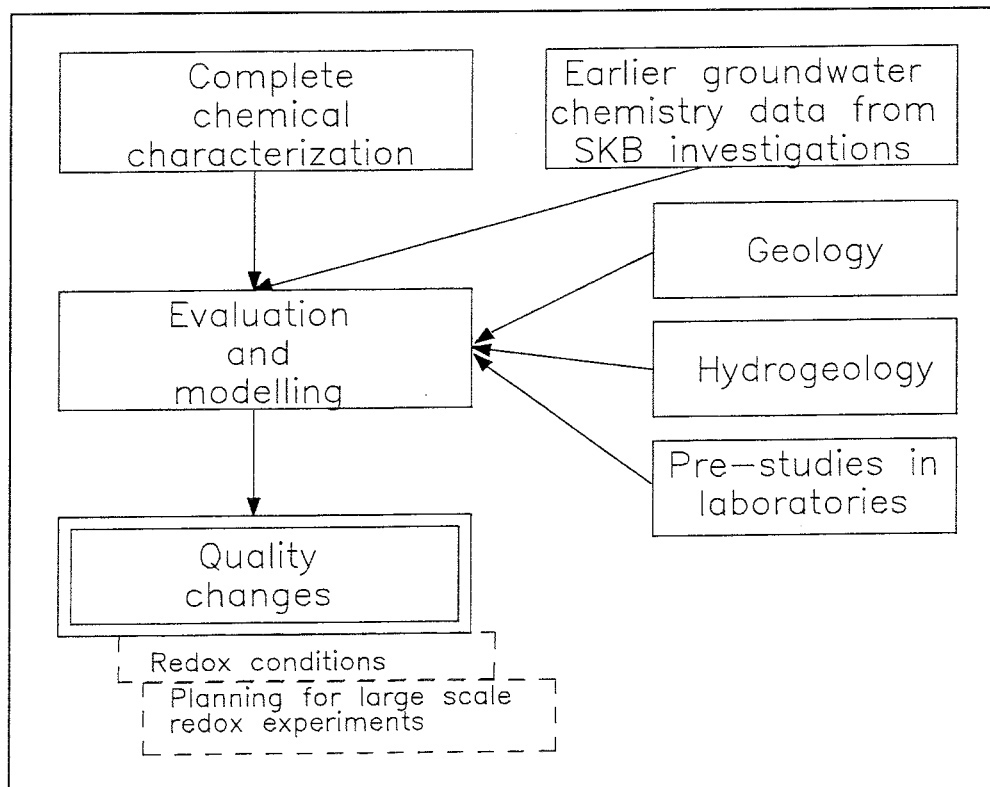 Complete
chemical
characterization
Earlier groundwater
chemistry data from
SKB investigations
Geology
Evaluation
and
modelling
Hydrogeology
Pre-studies in
laboratories
Quality
changes
Redox conditions
Planning for large scale
redox experiments